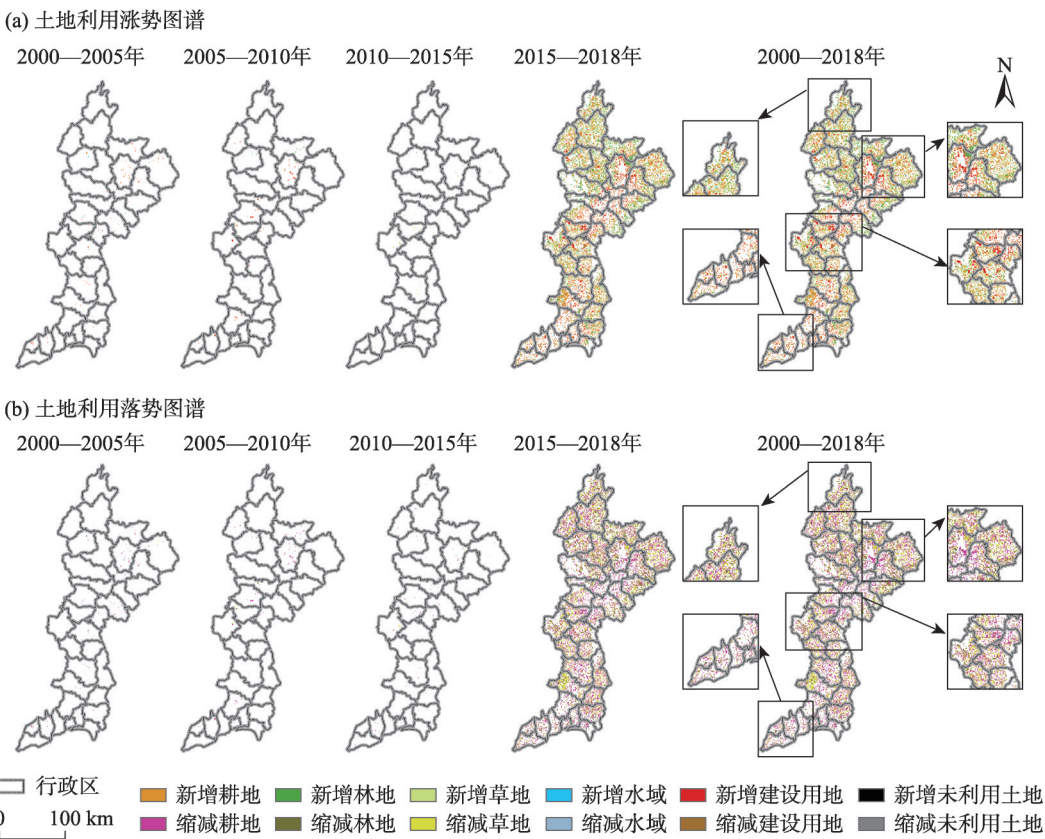 (a) 土地利用涨势图谱
2000—2005年 2005—2010年 2010—2015年 2015—2018年 2000—2018年
N
(b) 土地利用落势图谱
2000—2005年 2005—2010年 2010—2015年 2015—2018年 2000—2018年
行政区 新增耕地 新增林地 新增草地 新增水域 新增建设用地 新增未利用土地
0 100 km 缩减耕地 缩减林地 缩减草地 缩减水域 缩减建设用地 缩减未利用土地